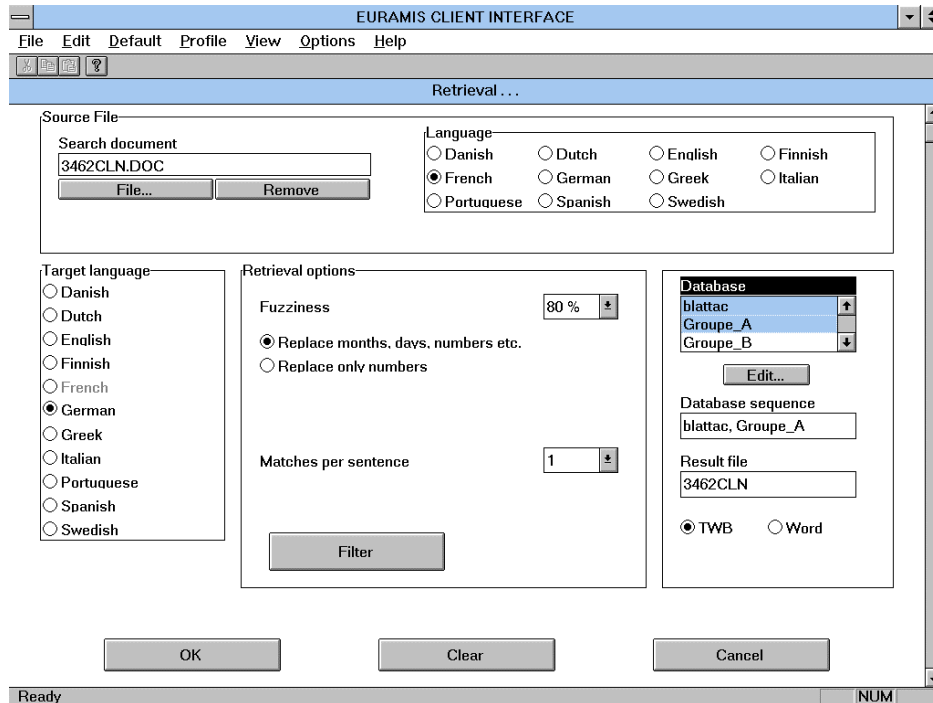 EURAMIS CLIENT INTERFACE
File Edit Default Profile View Options Help
Retrieval . . .
Source File
Search document
3462CLN.DOC
File... Remove
Language
Danish Dutch English Finnish
French German Greek Italian
Portuguese Spanish Swedish
Target language
Danish
Dutch
English
Finnish
French
German
Greek
Italian
Portuguese
Spanish
Swedish
Retrieval options
Fuzziness 80 %
Replace months, days, numbers etc.
Replace only numbers
Matches per sentence 1
Filter
Database
blattac
Groupe_A
Groupe_B
Edit...
Database sequence
blattac, Groupe_A
Result file
3462CLN
TWB Word
OK Clear Cancel
Ready NUM